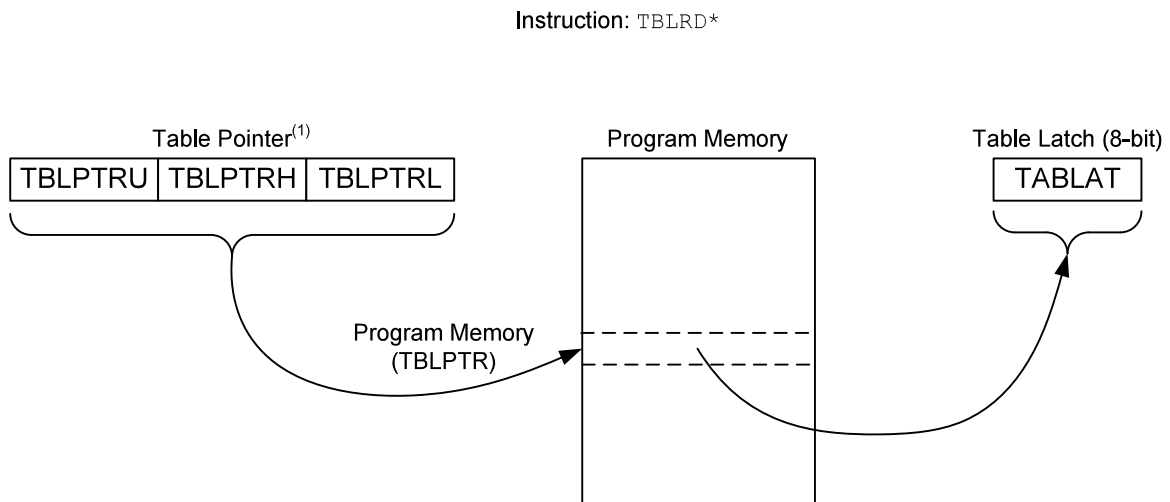 Instruction: TBLRD*
Table Pointer(1)
TBLPTRU TBLPTRH TBLPTRL
Program Memory
Table Latch (8-bit)
TABLAT
Program Memory
(TBLPTR)